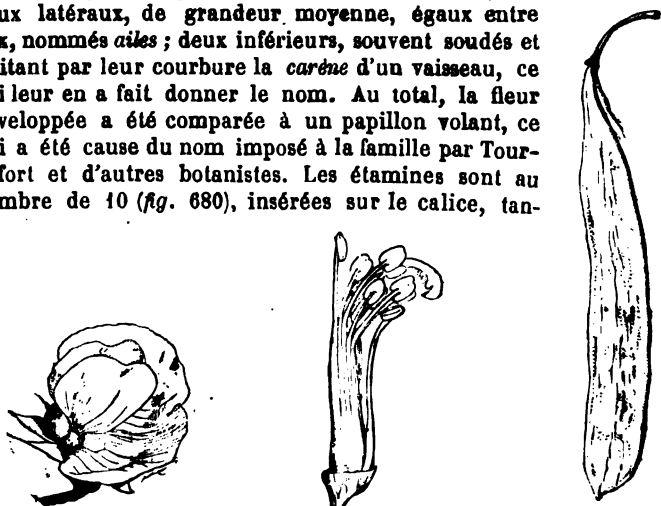 ux latéraux, de grandeur moyenne, égaux entre
x, nommés ailes ; deux inférieurs, souvent soudés et
itant par leur courbure la carène d'un vaisseau, ce
i leur en a fait donner le nom. Au total, la fleur
veloppée a été comparée à un papillon volant, ce
i a été cause du nom imposé à la famille par Tour-
fort et d'autres botanistes. Les étamines sont au
mbre de 10 (fig. 680), insérées sur le calice, tan-